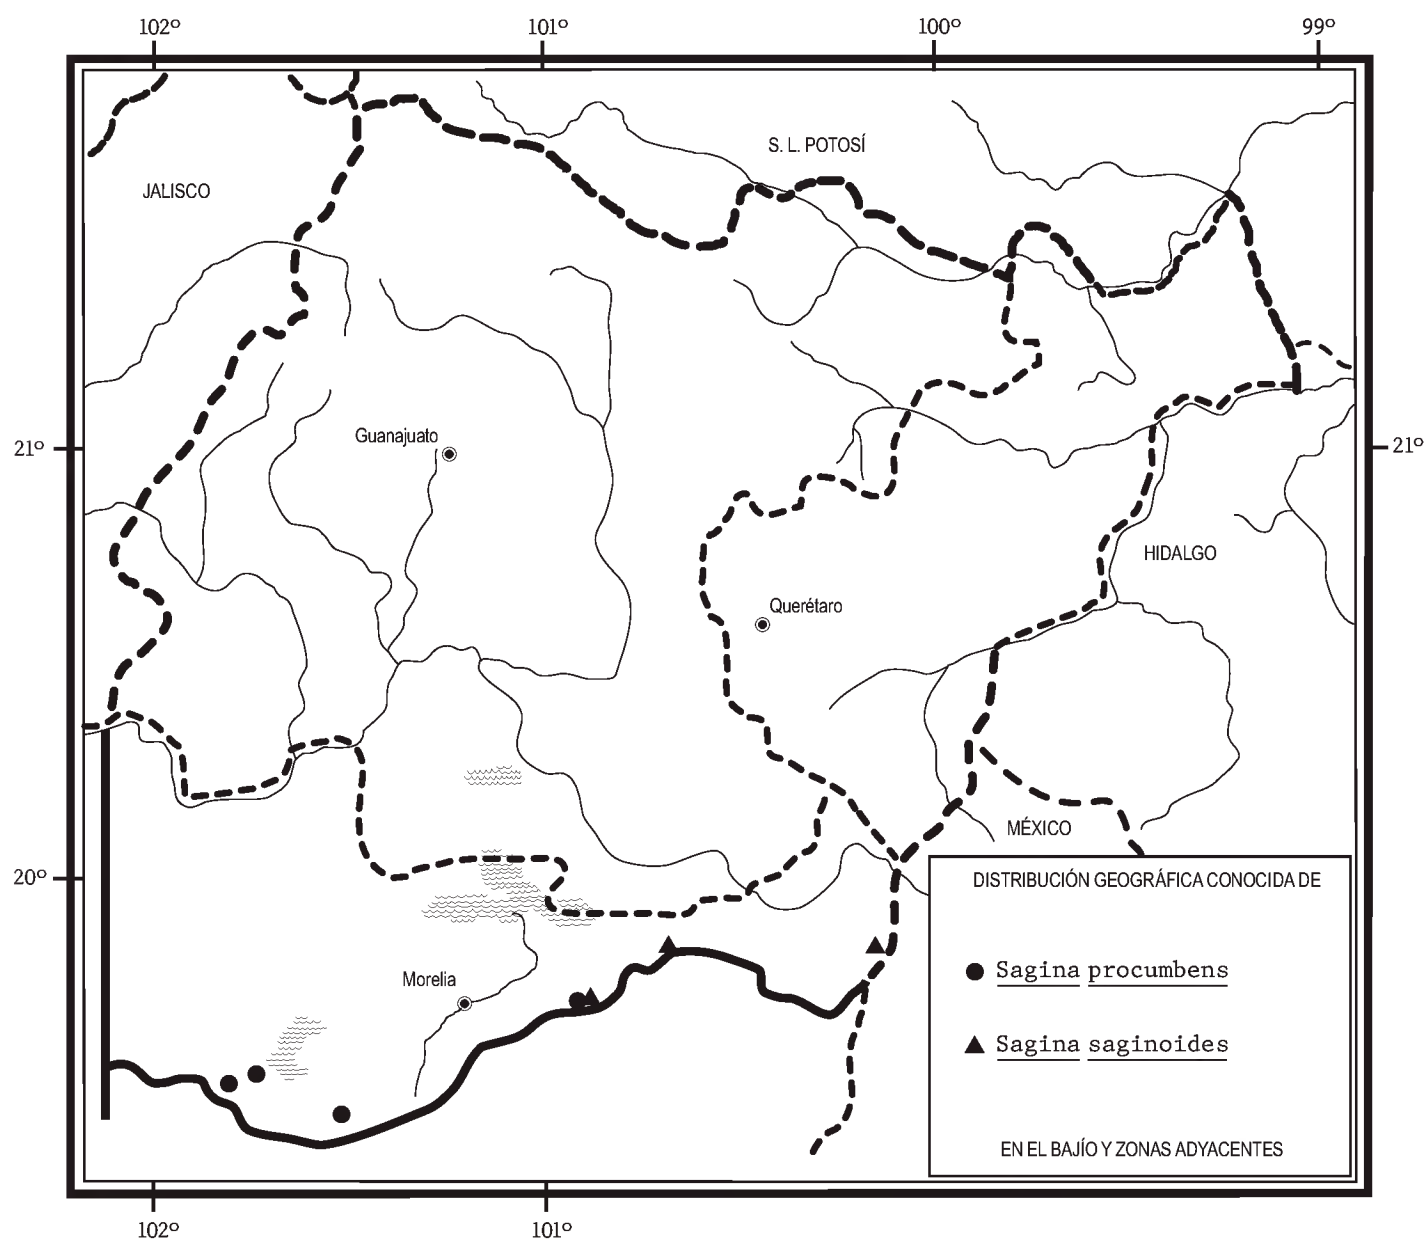 102º 101º 100º 99º
S. L. POTOSÍ
JALISCO
Guanajuato
21º 21º
HIDALGO
Querétaro
MÉXICO
20º
DISTRIBUCIÓN GEOGRÁFICA CONOCIDA DE
Sagina procumbens
Morelia
Sagina saginoides
EN EL BAJÍO Y ZONAS ADYACENTES
102º 101º